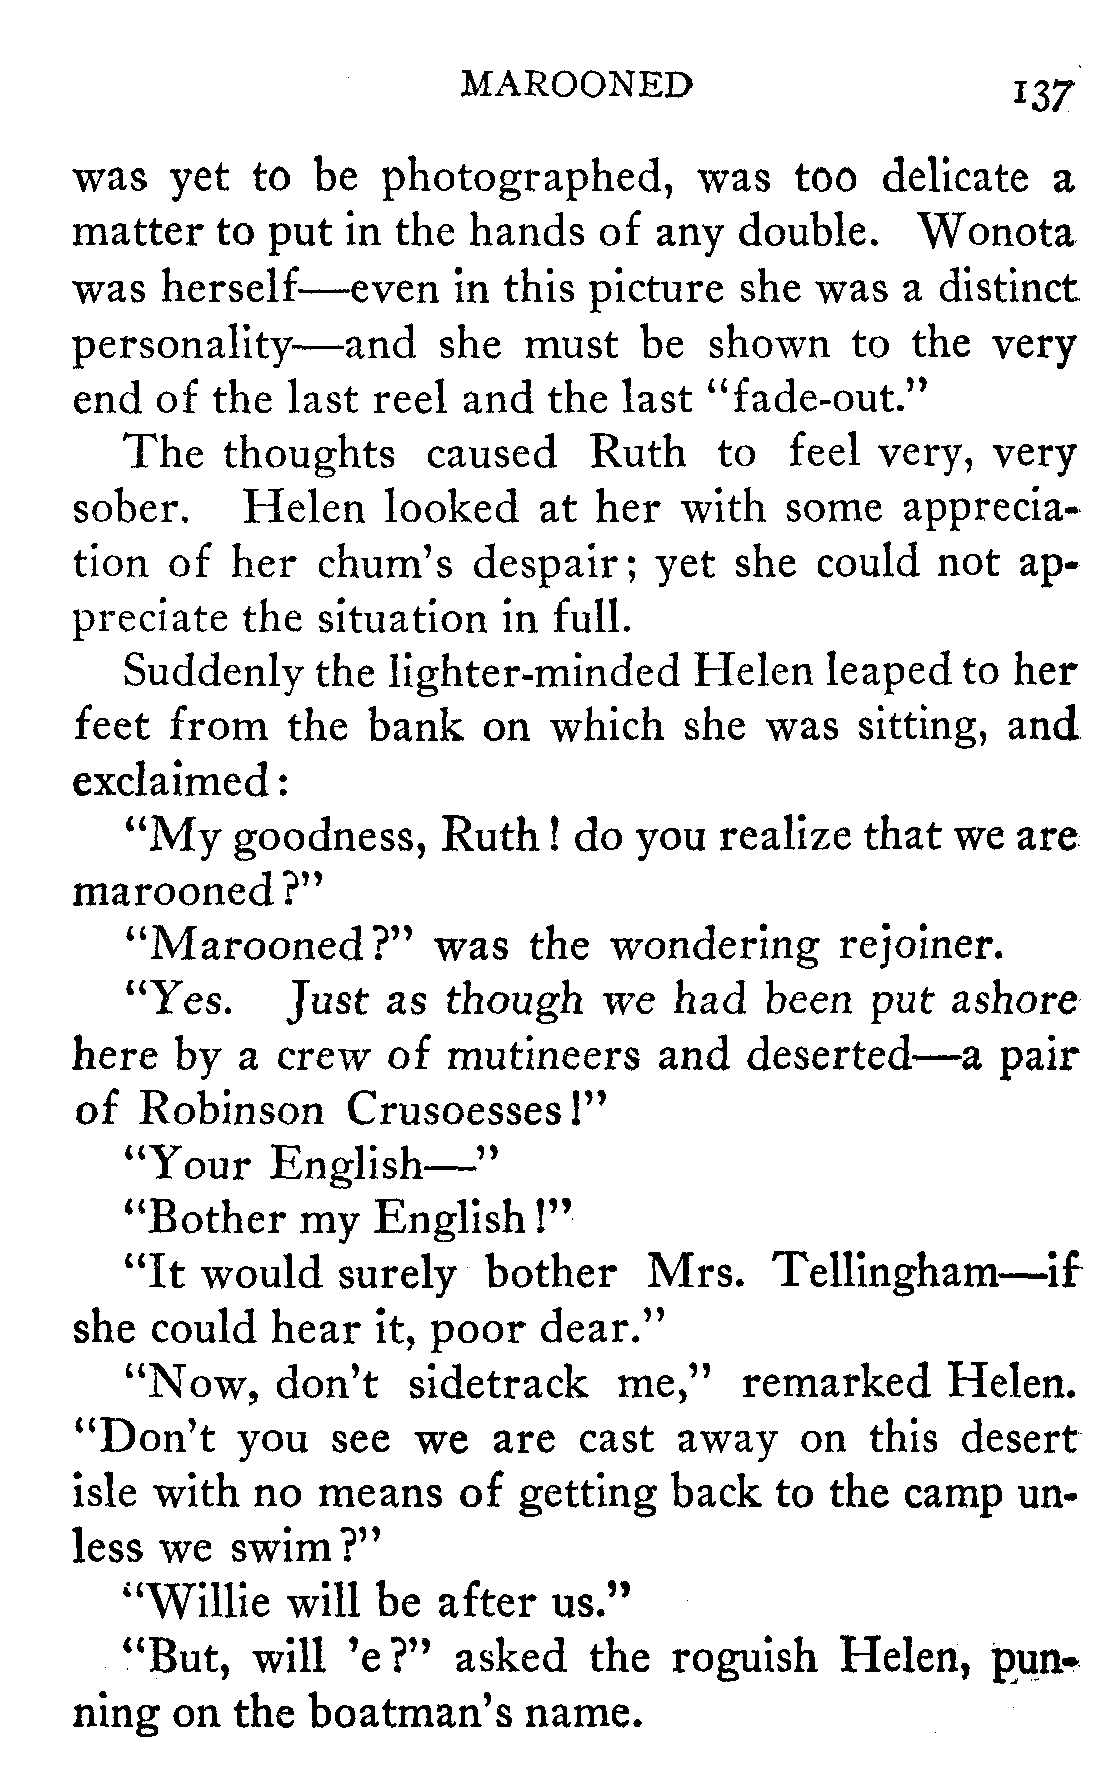 MAROONED 137
was yet to be photographed, was too delicate a
matter to put in the hands of any double. Wonota
was herself—even in this picture she was a distinct
personality—and she must be shown to the very
end of the last reel and the last “fade-out.”
The thoughts caused Ruth to feel very, very
sober. Helen looked at her with some apprecia-
tion of her chum’s despair; yet she could not ap-
preciate the situation in full.
Suddenly the lighter-minded Helen leaped to her
feet from the bank on which she was sitting, and
exclaimed:
“My goodness, Ruth! do you realize that we are
marooned?”
“Marooned?” was the wondering rejoiner.
“Yes. Just as though we had been put ashore
here by a crew of mutineers and deserted—a pair
of Robinson Crusoesses!”
“Your English—”
“Bother my English!”
“It would surely bother Mrs. Tellingham—if
she could hear it, poor dear.”
“Now, don’t sidetrack me,” remarked Helen.
“Don’t you see we are cast away on this desert
isle with no means of getting back to the camp un-
less we swim?”
“Willie will be after us.”
“But, will ’e?” asked the roguish Helen, pun-
ning on the boatman’s name.